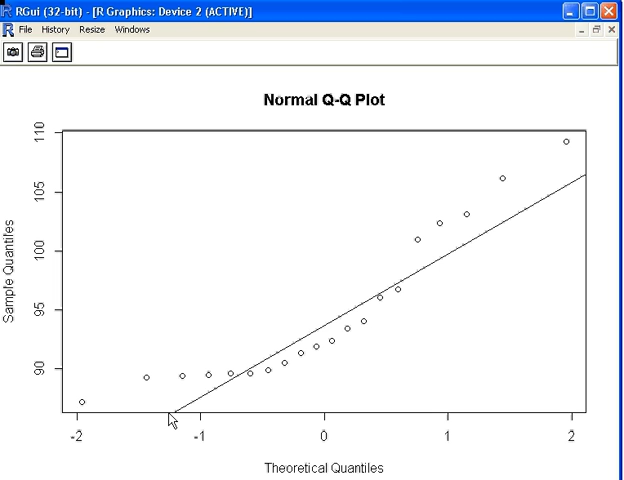 RGui (32-bit) - [R Graphics: Device 2 (ACTIVE)]
File History Resize Windows
Normal Q-Q Plot
110
105
100
95
90
Sample Quantiles
-2 -1 0 1 2
Theoretical Quantiles